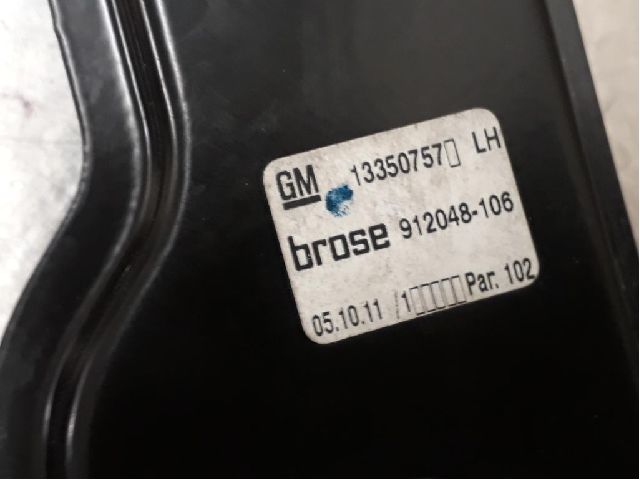 GM 13350757▯ LH
brose 912048-106
05.10.11 /1▯▯▯▯▯Par. 102